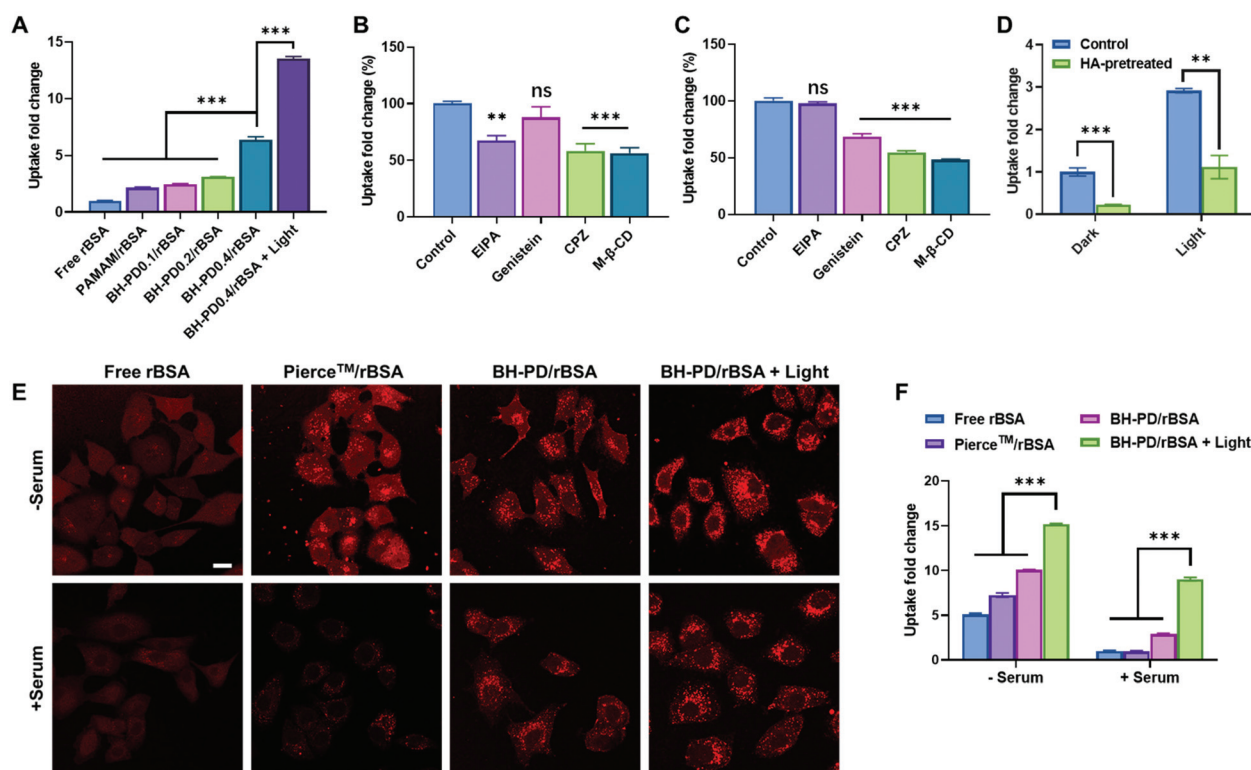 A
Uptake fold change
15
10
5
0
***
***
Free rBSA
PAMAM/rBSA
BH-PD0.1/rBSA
BH-PD0.2/rBSA
BH-PD0.4/rBSA
BH-PD0.4/rBSA + Light
B
Uptake fold change (%)
150
100
50
0
**
ns
***
Control
EIPA
Genistein
CPZ
M-β-CD
C
Uptake fold change (%)
150
100
50
0
ns
***
Control
EIPA
Genistein
CPZ
M-β-CD
D
Control
HA-pretreated
Uptake fold change
4
3
2
1
0
***
**
Dark
Light
E
Free rBSA
Pierce™/rBSA
BH-PD/rBSA
BH-PD/rBSA + Light
-Serum
+Serum
F
Free rBSA
BH-PD/rBSA
Pierce™/rBSA
BH-PD/rBSA + Light
Uptake fold change
20
15
10
5
0
***
***
- Serum
+ Serum